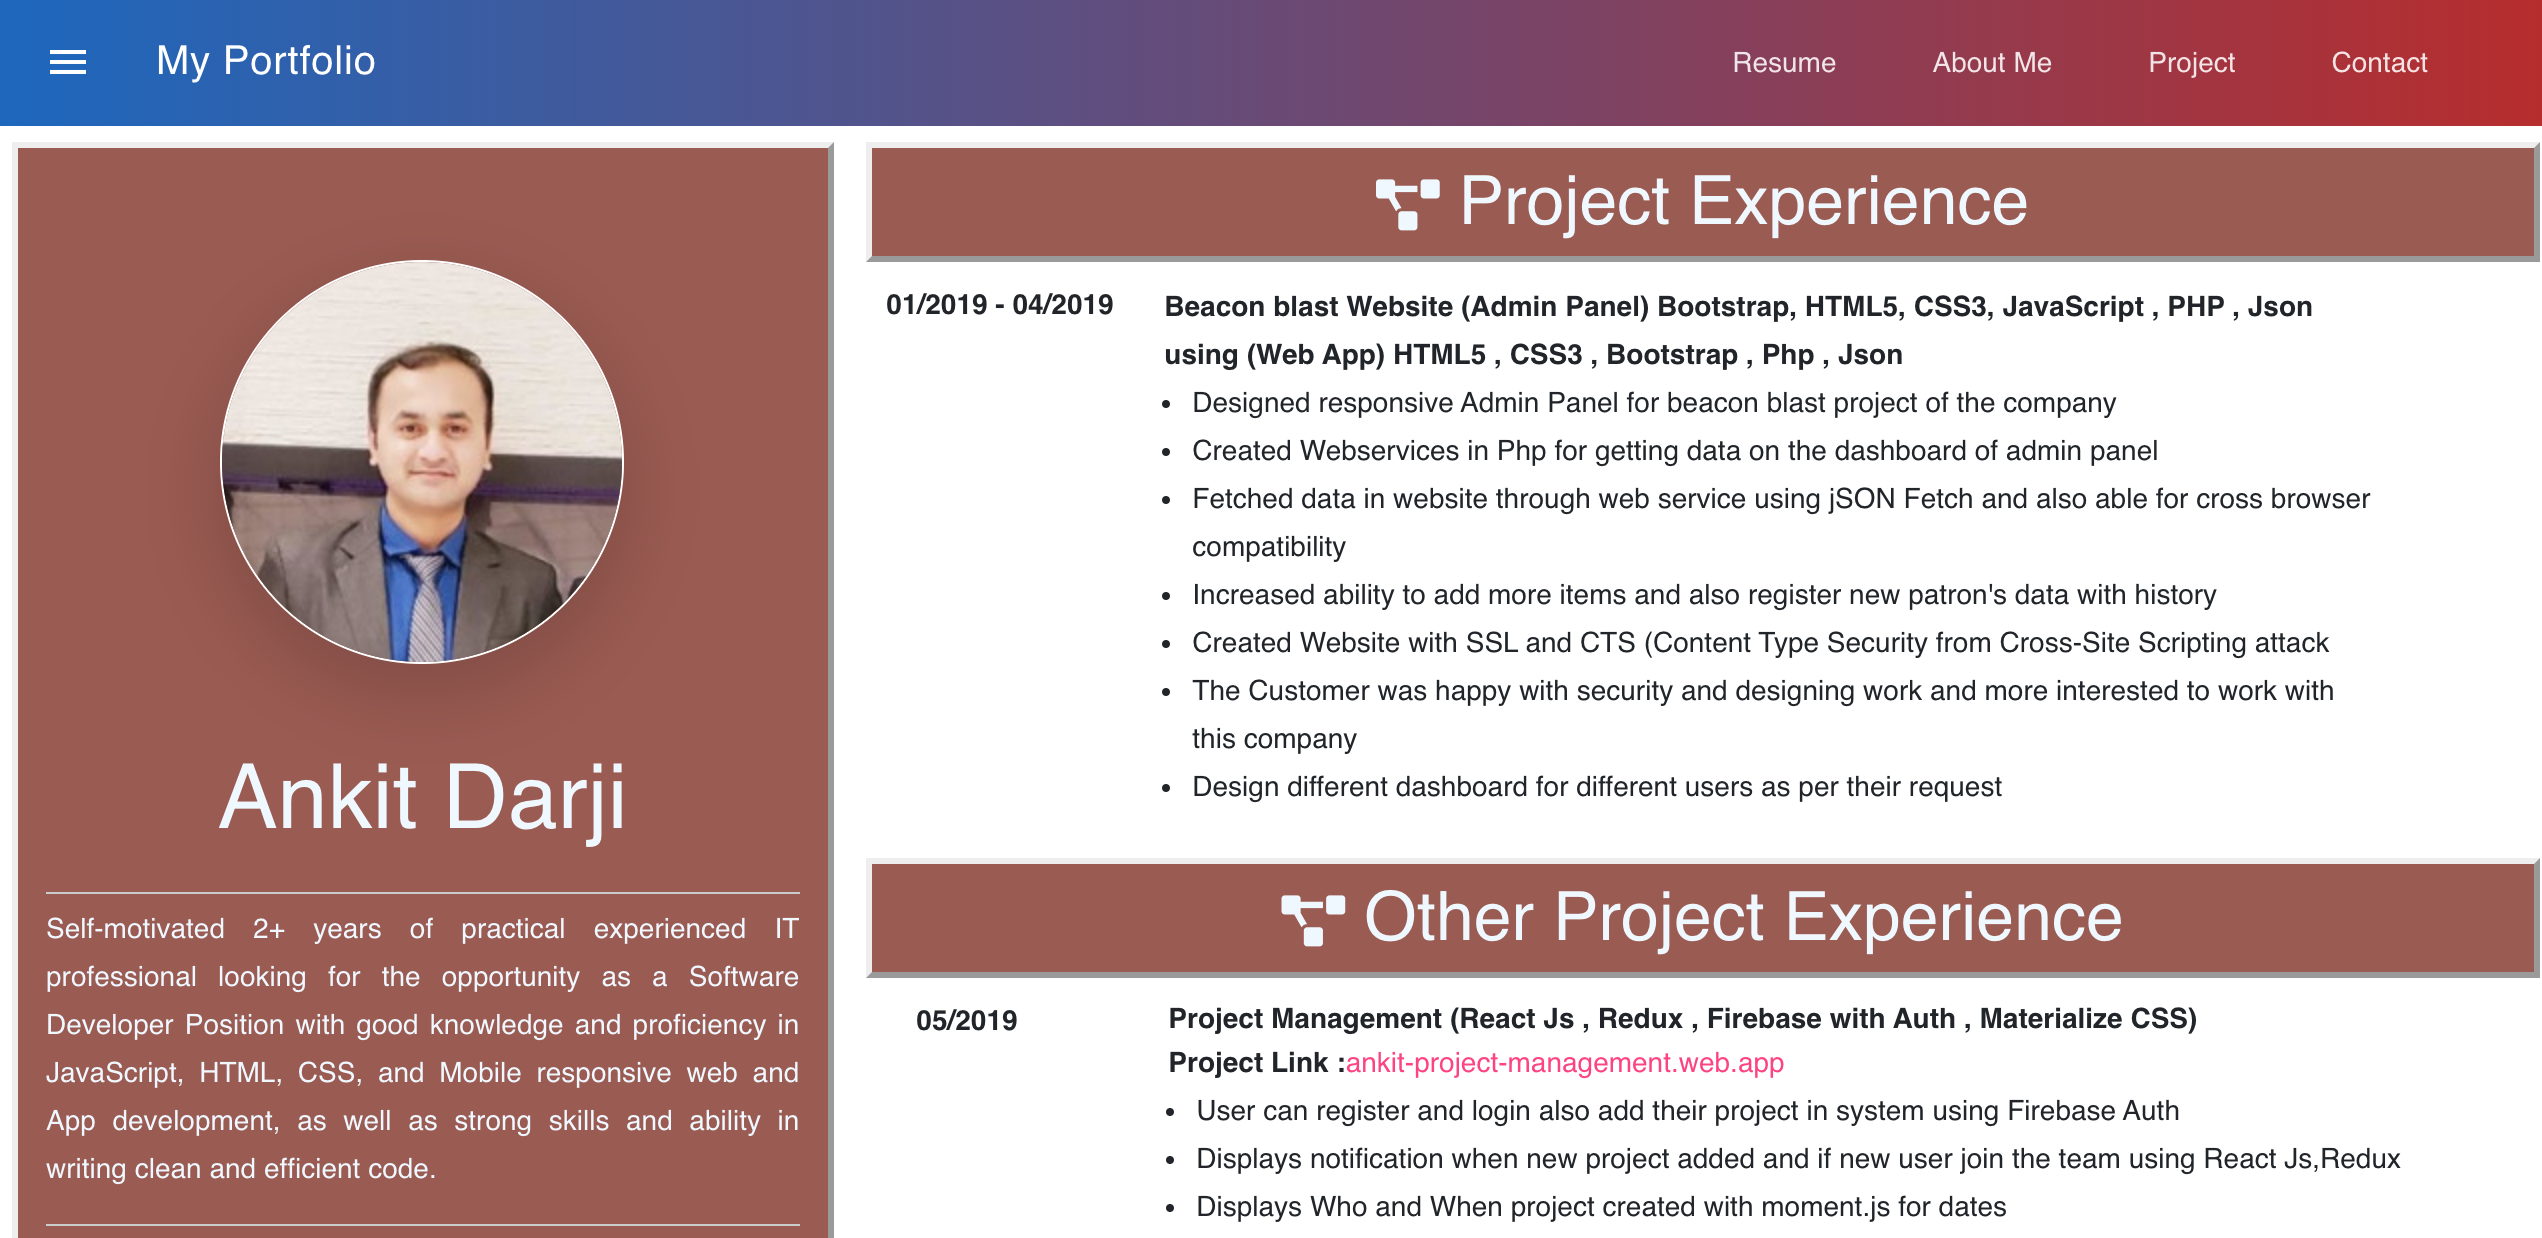 My Portfolio
Resume
About Me
Project
Contact
Ankit Darji
Self-motivated 2+ years of practical experienced IT
professional looking for the opportunity as a Software
Developer Position with good knowledge and proficiency in
JavaScript, HTML, CSS, and Mobile responsive web and
App development, as well as strong skills and ability in
writing clean and efficient code.
Project Experience
01/2019 - 04/2019
Beacon blast Website (Admin Panel) Bootstrap, HTML5, CSS3, JavaScript , PHP , Json
using (Web App) HTML5 , CSS3 , Bootstrap , Php , Json
• Designed responsive Admin Panel for beacon blast project of the company
• Created Webservices in Php for getting data on the dashboard of admin panel
• Fetched data in website through web service using jSON Fetch and also able for cross browser
compatibility
• Increased ability to add more items and also register new patron's data with history
• Created Website with SSL and CTS (Content Type Security from Cross-Site Scripting attack
• The Customer was happy with security and designing work and more interested to work with
this company
• Design different dashboard for different users as per their request
Other Project Experience
05/2019
Project Management (React Js , Redux , Firebase with Auth , Materialize CSS)
Project Link :ankit-project-management.web.app
• User can register and login also add their project in system using Firebase Auth
• Displays notification when new project added and if new user join the team using React Js,Redux
• Displays Who and When project created with moment.js for dates